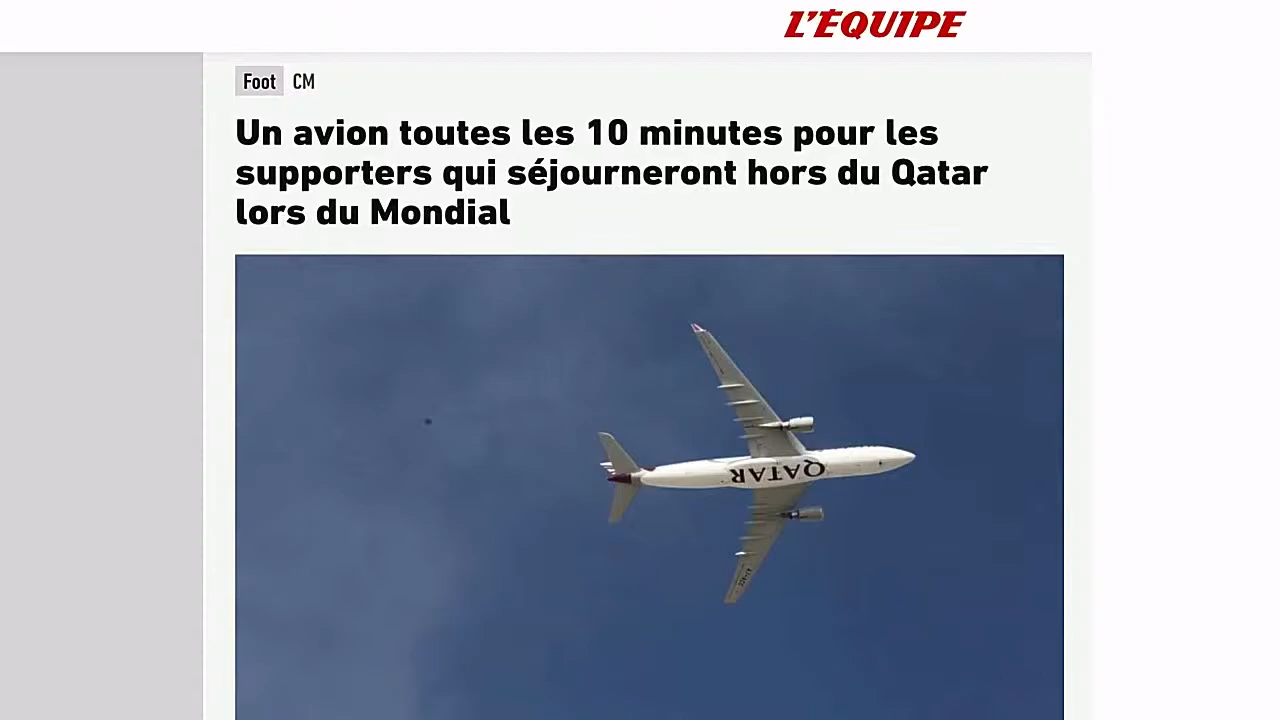 L'ÉQUIPE
Foot CM
Un avion toutes les 10 minutes pour les
supporters qui séjourneront hors du Qatar
lors du Mondial
QATAR